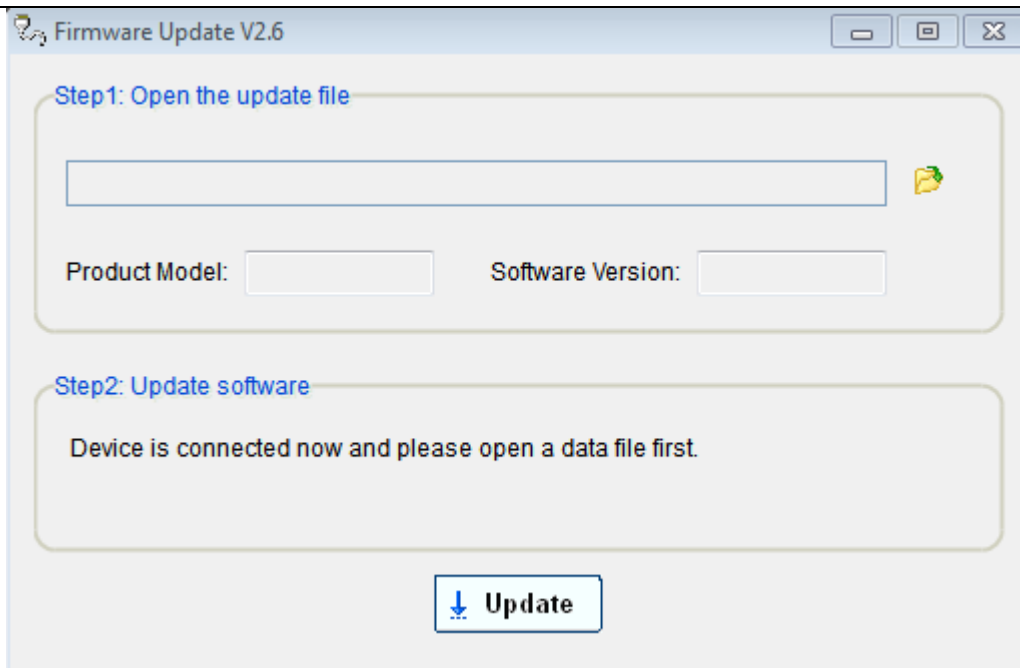 Firmware Update V2.6
Step1: Open the update file
Product Model: Software Version:
Step2: Update software
Device is connected now and please open a data file first.
Update